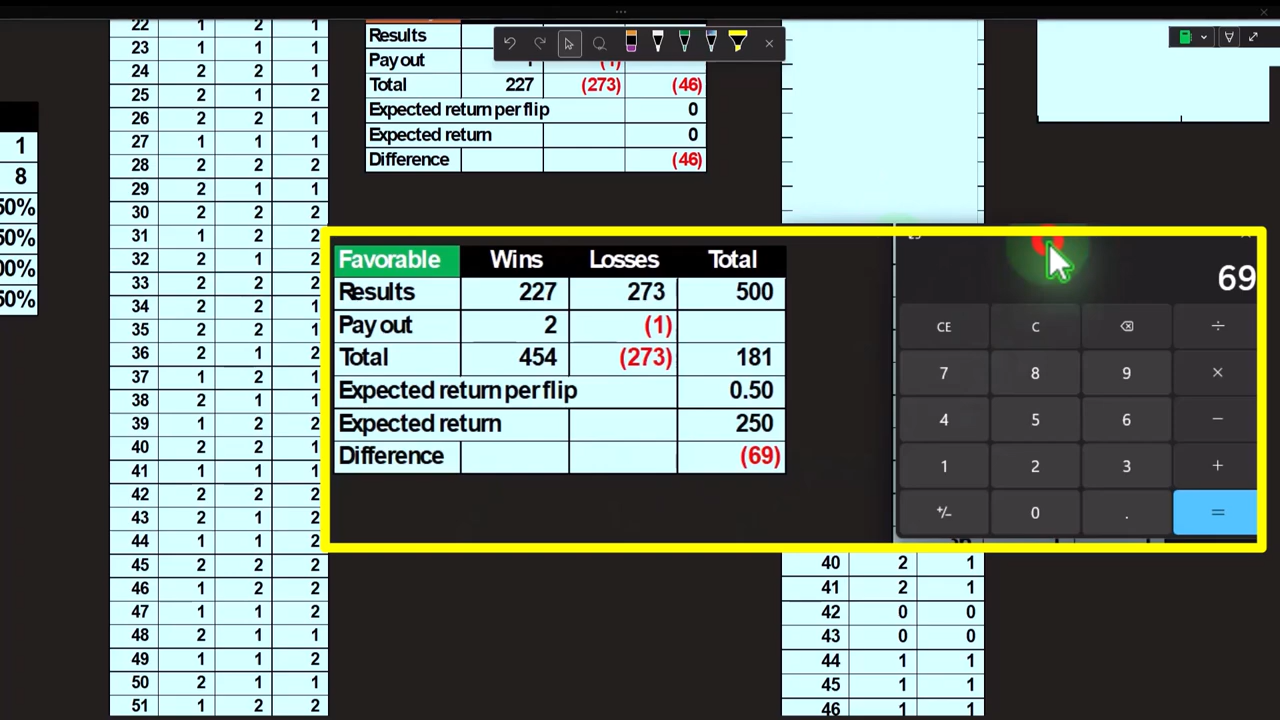 1
8
50%
50%
00%
50%
22 1 2 2
23 1 1 1
24 2 2 1
25 2 1 2
26 2 2 1
27 1 1 1
28 2 2 2
29 2 1 1
30 2 2 2
31 1 2 2
32 2 1 2
33 2 2 2
34 1 2 1
35 2 2 1
36 2 1 2
37 1 2 1
38 2 1 1
39 1 2 2
40 2 2 1
41 1 1 1
42 2 2 2
43 2 1 2
44 1 1 1
45 2 2 2
46 1 2 2
47 1 1 2
48 2 1 1
49 1 1 2
50 2 1 1
51 1 2 2
Results
Pay out (1)
Total 227 (273) (46)
Expected return per flip 0
Expected return 0
Difference (46)
Favorable Wins Losses Total
Results 227 273 500
Pay out 2 (1)
Total 454 (273) 181
Expected return per flip 0.50
Expected return 250
Difference (69)
69
CE C ÷
7 8 9 ×
4 5 6 −
1 2 3 +
+/− 0 . =
40 2 1
41 2 1
42 0 0
43 0 0
44 1 1
45 1 1
46 1 1